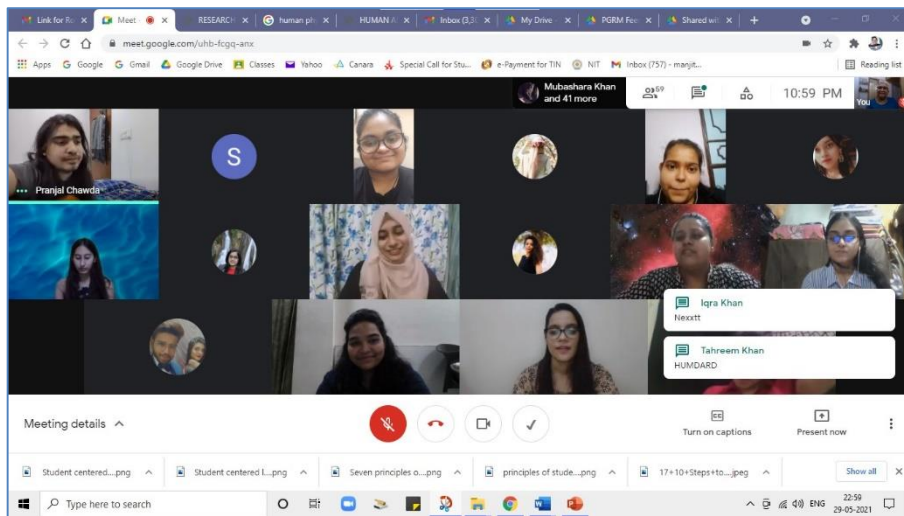 Link for Re
Meet -
RESEARCH
human ph
HUMAN A
Inbox (3,3
My Drive -
PGRM Fee
Shared wit
meet.google.com/uhb-fcgq-anx
Apps Google Gmail Google Drive Classes Yahoo Canara Special Call for Stu... e-Payment for TIN NIT Inbox (757) - manjit... Reading list
Mubashara Khan
and 41 more
59
10:59 PM
You
S
Pranjal Chawda
Iqra Khan
Nexxtt
Tahreem Khan
HUMDARD
Meeting details
Turn on captions
Present now
Student centered....png
Student centered l....png
Seven principles o....png
principles of stude....png
17+10+Steps+to....jpeg
Show all
Type here to search
ENG
22:59
29-05-2021